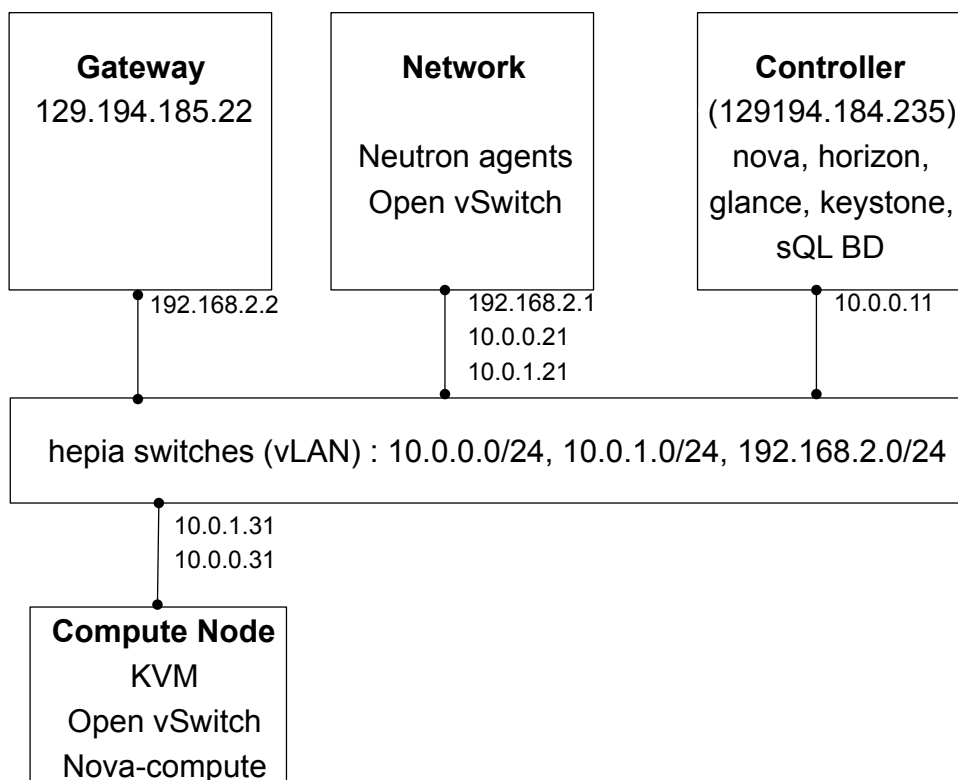 Gateway
129.194.185.22
Network
Neutron agents
Open vSwitch
Controller
(129194.184.235)
nova, horizon,
glance, keystone,
sQL BD
192.168.2.2
192.168.2.1
10.0.0.21
10.0.1.21
10.0.0.11
hepia switches (vLAN) : 10.0.0.0/24, 10.0.1.0/24, 192.168.2.0/24
10.0.1.31
10.0.0.31
Compute Node
KVM
Open vSwitch
Nova-compute